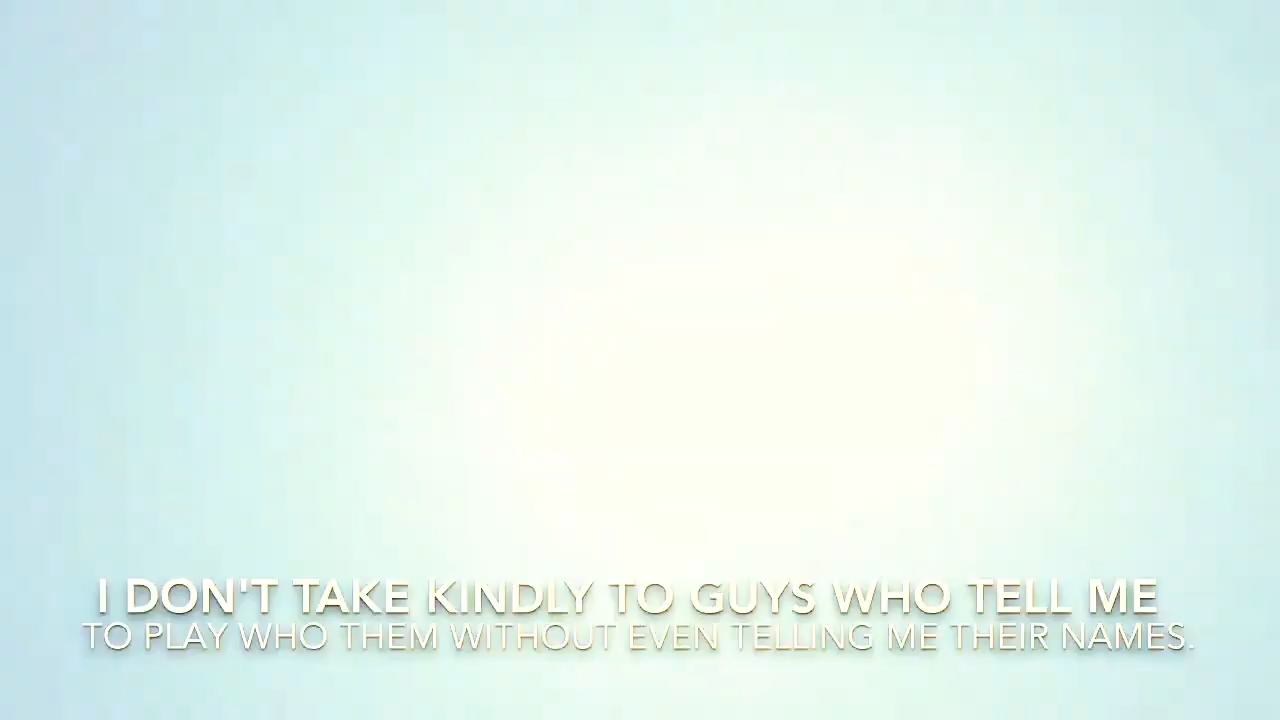 I DON'T TAKE KINDLY TO GUYS WHO TELL ME
TO PLAY WHO THEM WITHOUT EVEN TELLING ME THEIR NAMES.